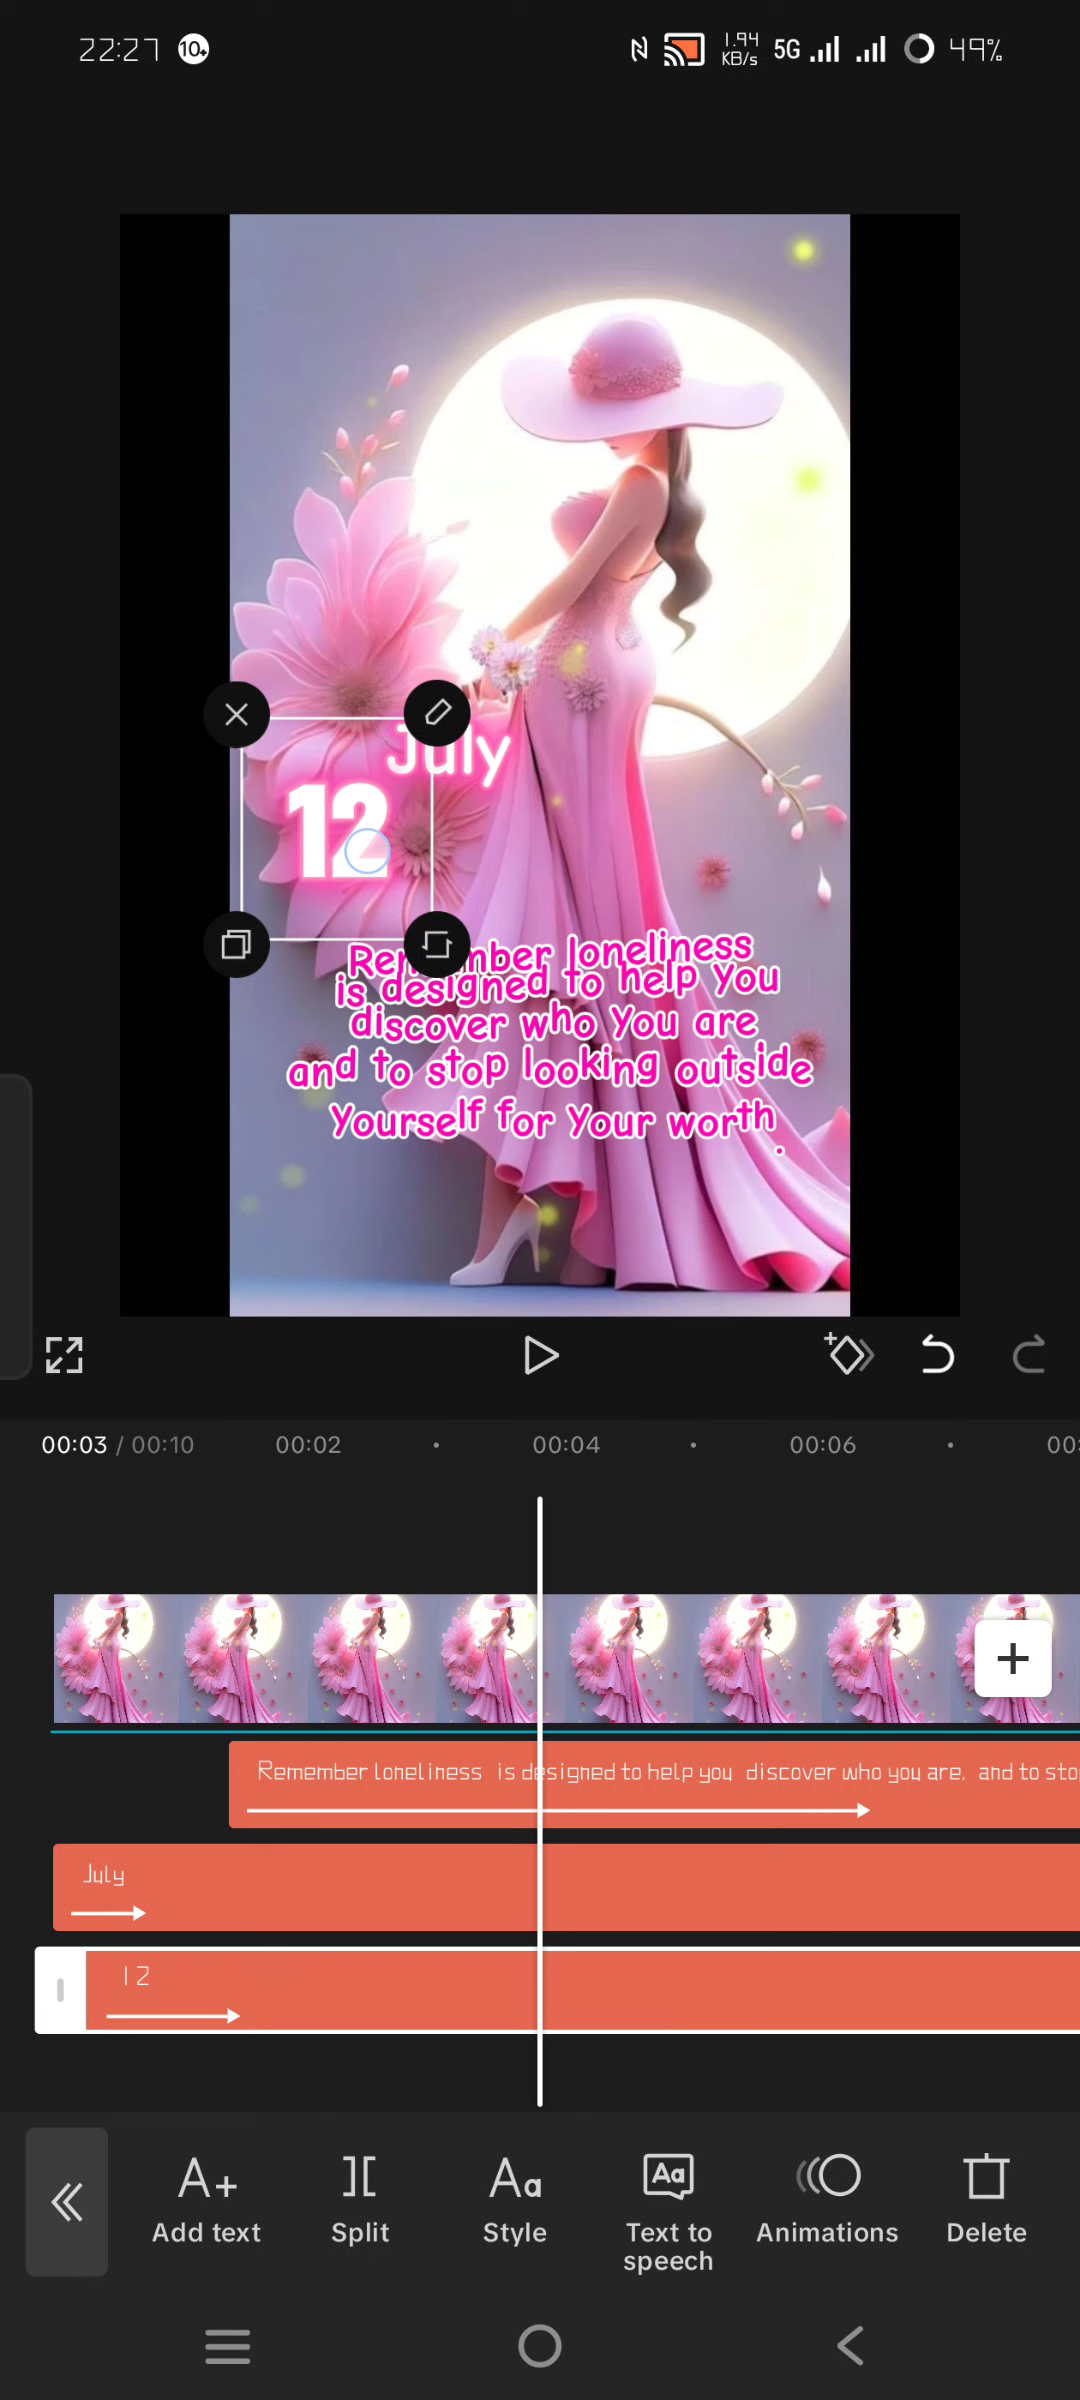 22:27 10+ 1.94 KB/s 5G 49%
July
12
Remember loneliness
is designed to help you
discover who you are
and to stop looking outside
yourself for your worth
.
00:03 / 00:10 00:02 00:04 00:06 00:
Remember loneliness is designed to help you discover who you are, and to sto
July
12
Add text Split Style Text to speech Animations Delete